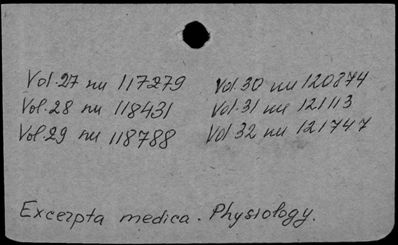 Vol.27 nu 117279 Vol.30 nu 120874
Vol.28 nu 118431 Vol.31 nu 121113
Vol.29 nu 118788 Vol 32 nu 121747
Excerpta medica. Physiology.